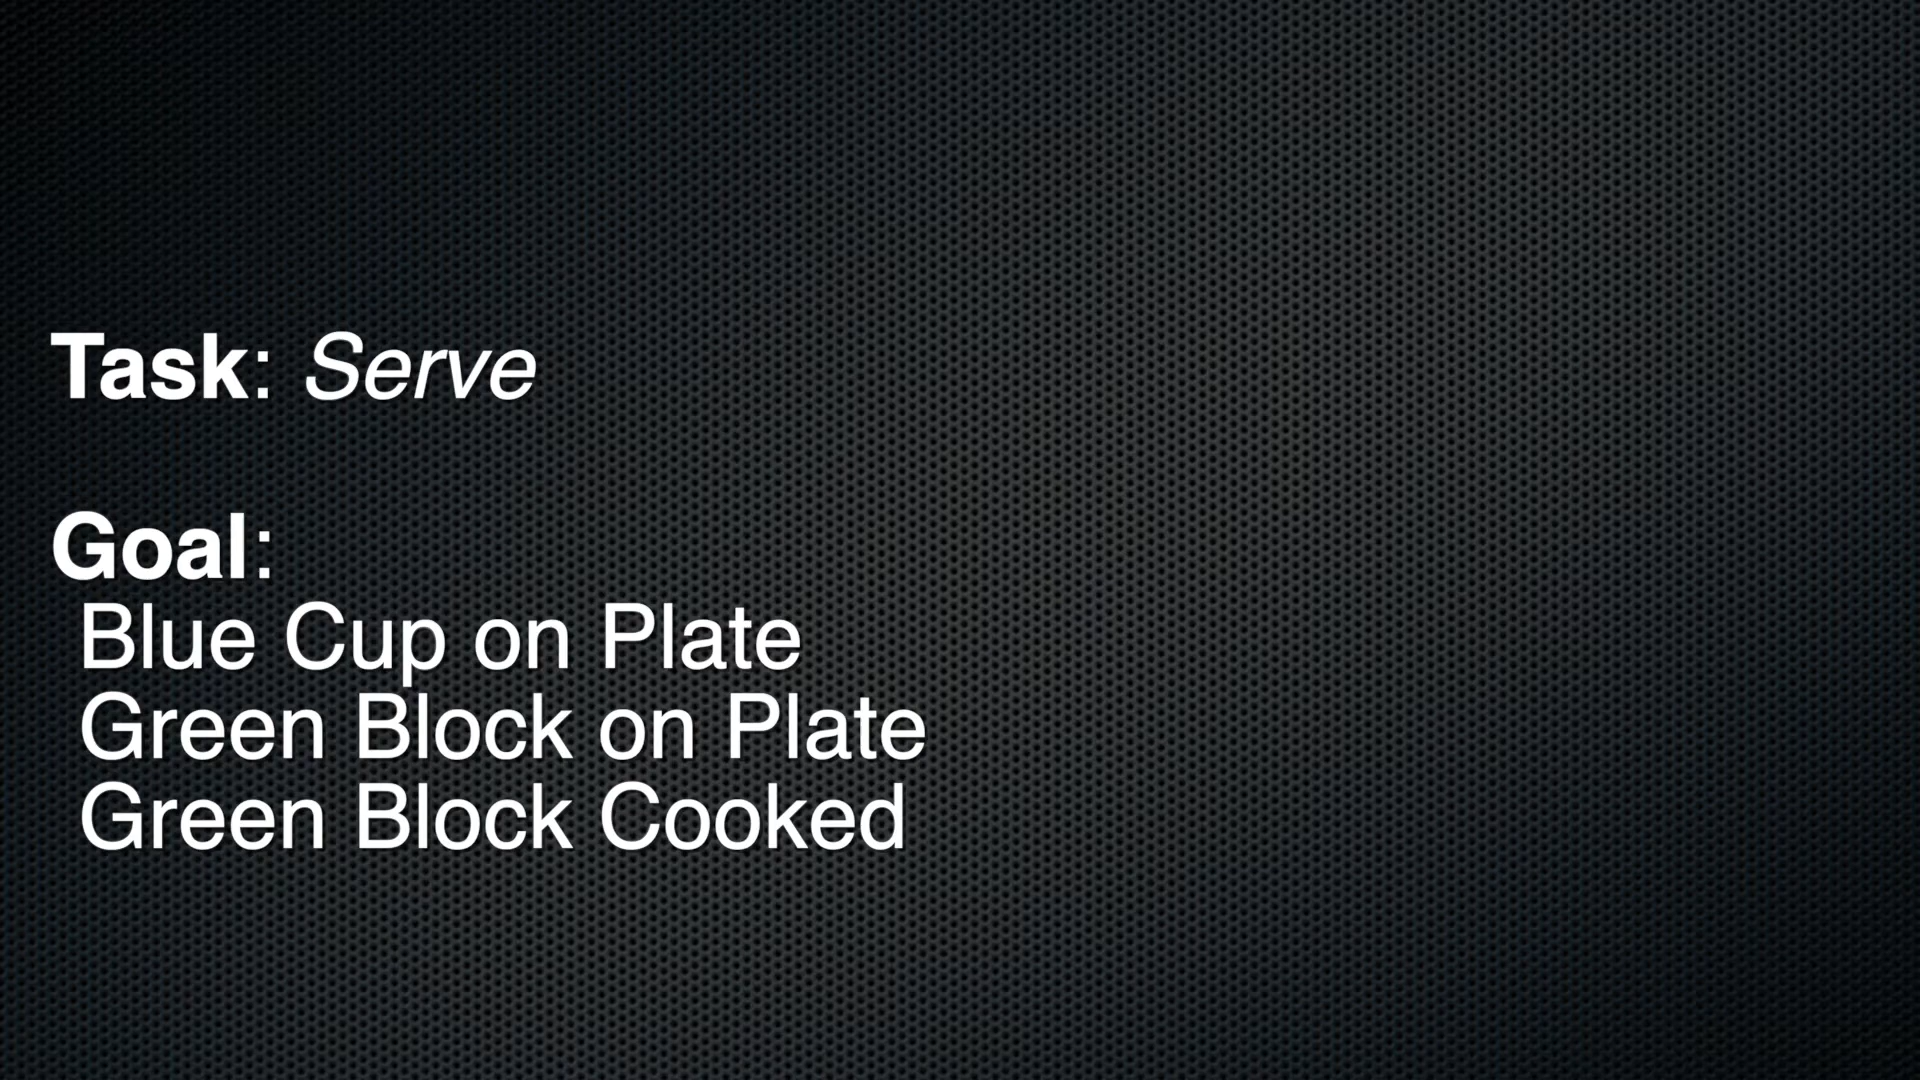 Task: Serve
Goal:
Blue Cup on Plate
Green Block on Plate
Green Block Cooked